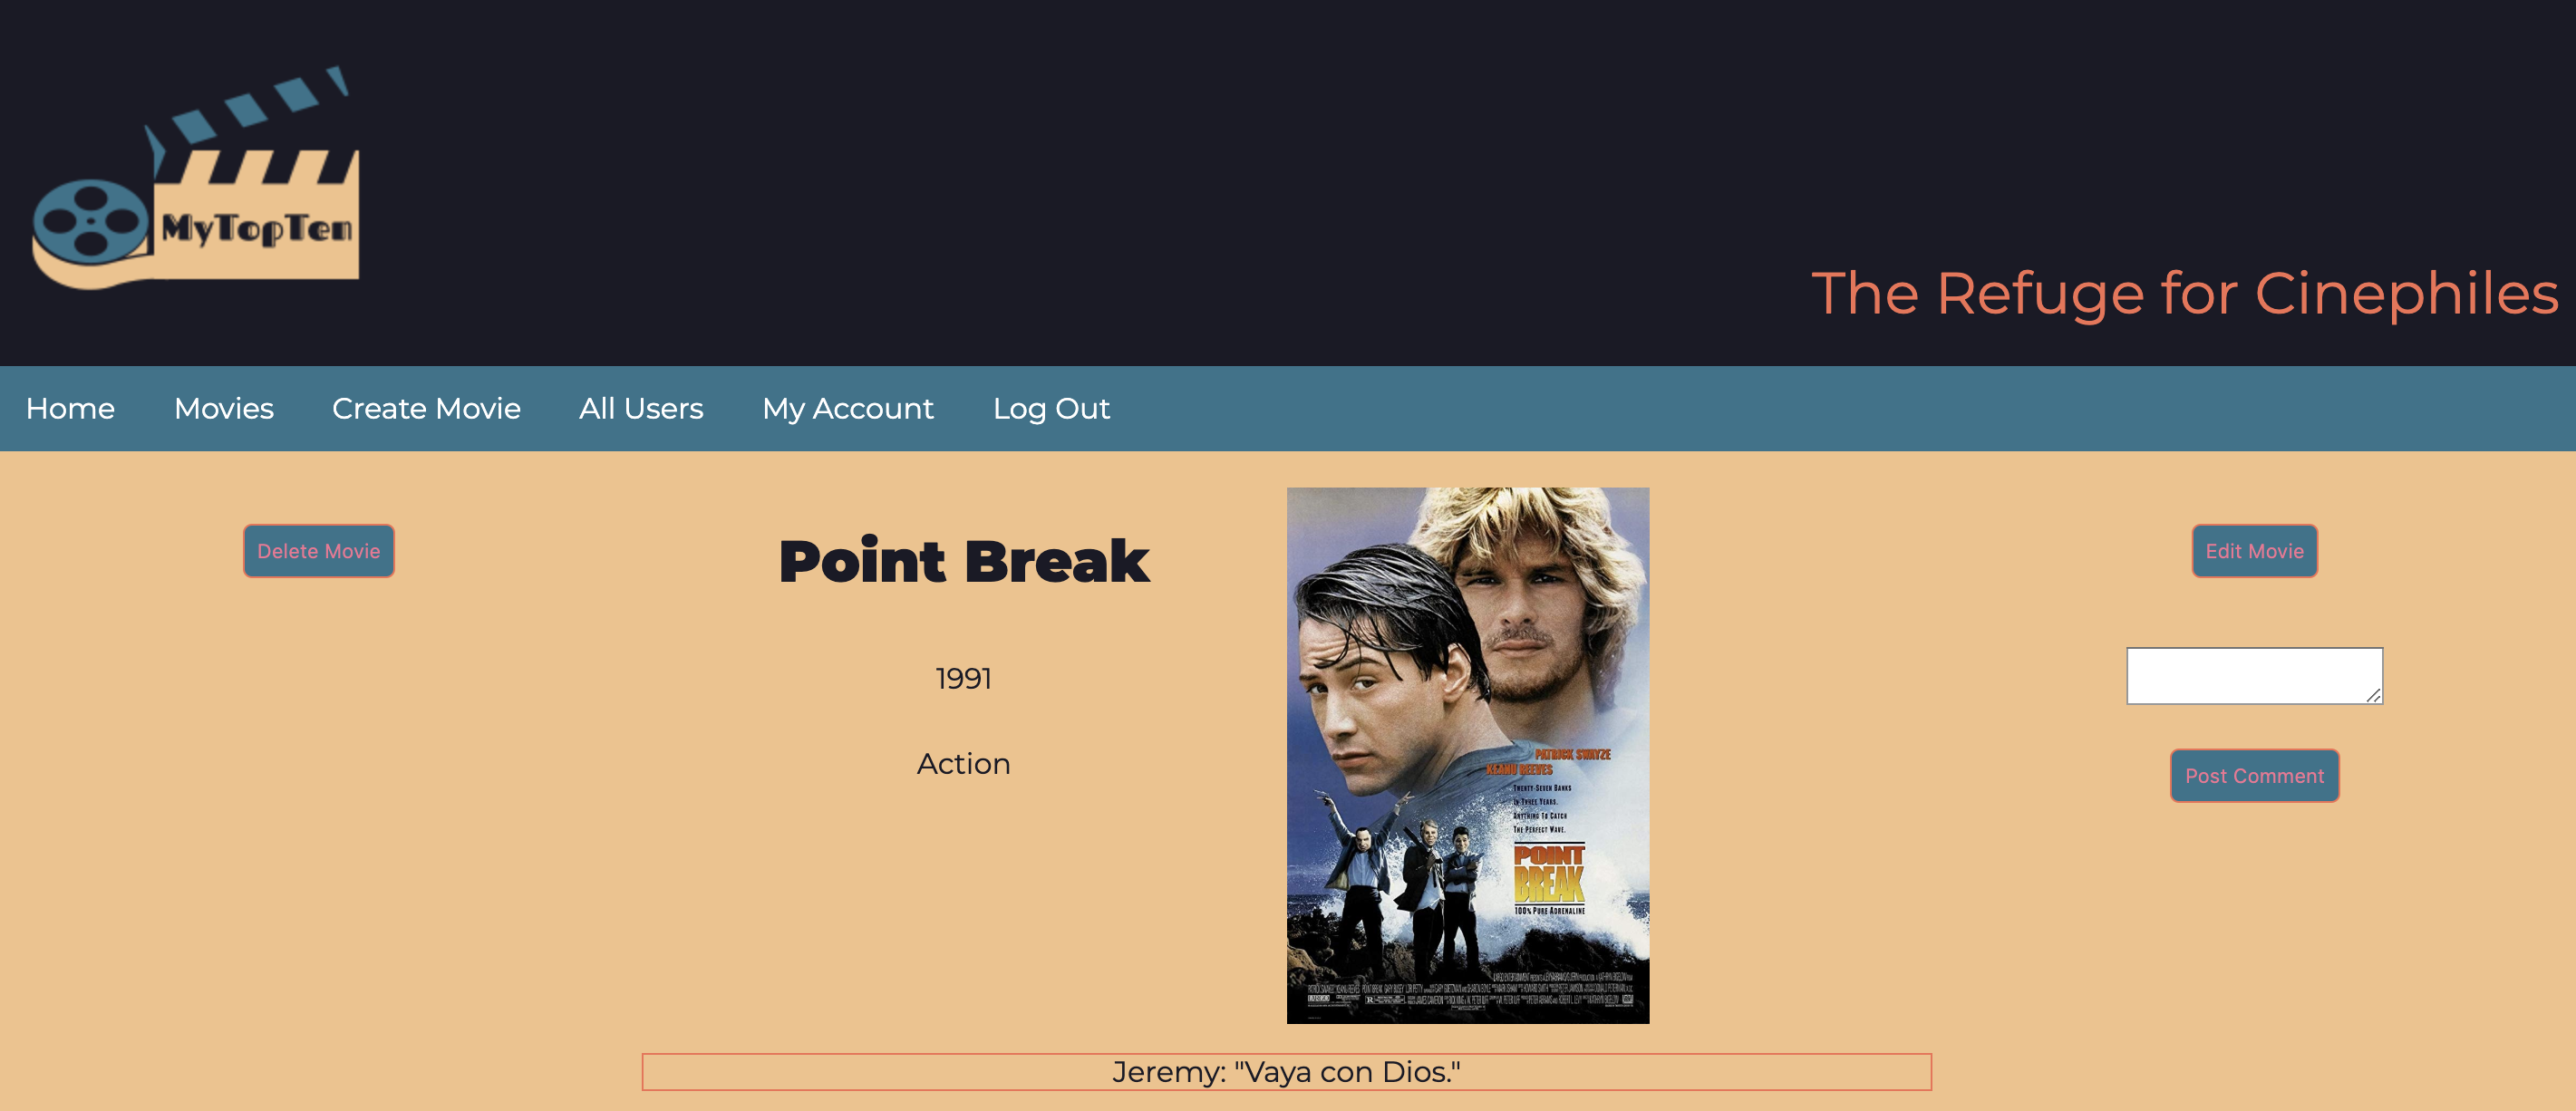 MyTopTen
The Refuge for Cinephiles
Home Movies Create Movie All Users My Account Log Out
Delete Movie
Point Break
1991
Action
PATRICK SWAYZE
KEANU REEVES
TWENTY-SEVEN BANKS
IN THREE YEARS.
ANYTHING TO CATCH
THE PERFECT WAVE.
POINT
BREAK
100% PURE ADRENALINE
Edit Movie
Post Comment
Jeremy: "Vaya con Dios."